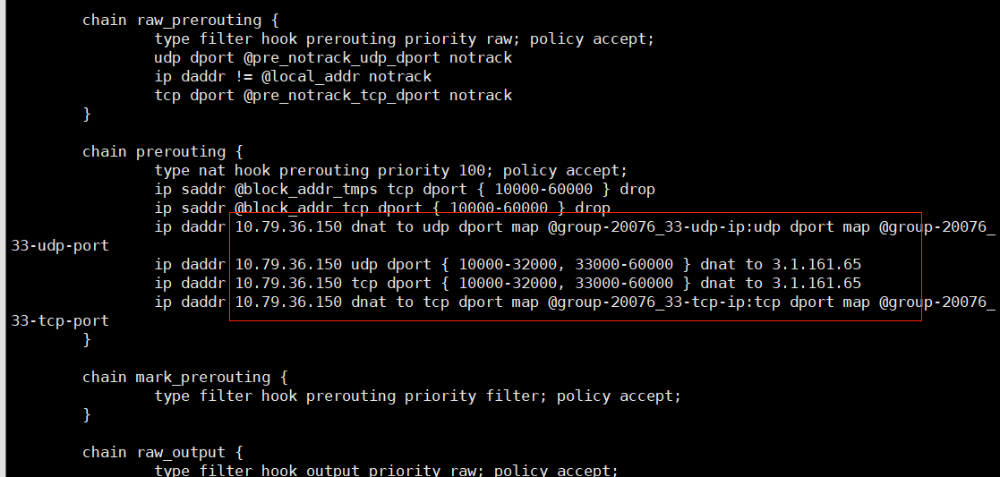 chain raw_prerouting {
type filter hook prerouting priority raw; policy accept;
udp dport @pre_notrack_udp_dport notrack
ip daddr != @local_addr notrack
tcp dport @pre_notrack_tcp_dport notrack
}
chain prerouting {
type nat hook prerouting priority 100; policy accept;
ip saddr @block_addr_tmps tcp dport { 10000-60000 } drop
ip saddr @block_addr tcp dport { 10000-60000 } drop
ip daddr 10.79.36.150 dnat to udp dport map @group-20076_33-udp-ip:udp dport map @group-20076_
33-udp-port
ip daddr 10.79.36.150 udp dport { 10000-32000, 33000-60000 } dnat to 3.1.161.65
ip daddr 10.79.36.150 tcp dport { 10000-32000, 33000-60000 } dnat to 3.1.161.65
ip daddr 10.79.36.150 dnat to tcp dport map @group-20076_33-tcp-ip:tcp dport map @group-20076_
33-tcp-port
}
chain mark_prerouting {
type filter hook prerouting priority filter; policy accept;
}
chain raw_output {
type filter hook output priority raw; policy accept;